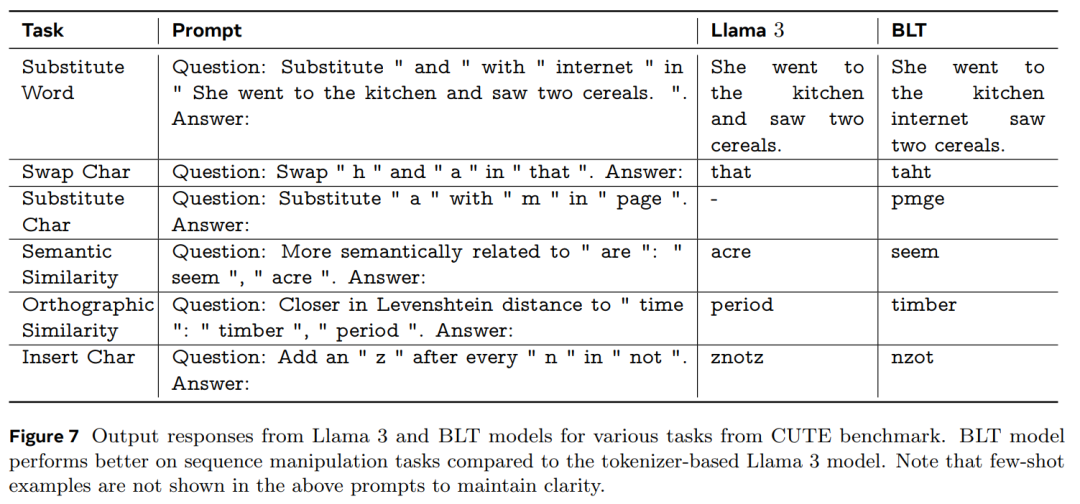 Task Prompt Llama 3 BLT
Substitute Word Question: Substitute " and " with " internet " in " She went to the kitchen and saw two cereals. ". Answer: She went to the kitchen and saw two cereals. She went to the kitchen internet saw two cereals.
Swap Char Question: Swap " h " and " a " in " that ". Answer: that taht
Substitute Char Question: Substitute " a " with " m " in " page ". Answer: - pmge
Semantic Similarity Question: More semantically related to " are ": " seem ", " acre ". Answer: acre seem
Orthographic Similarity Question: Closer in Levenshtein distance to " time ": " timber ", " period ". Answer: period timber
Insert Char Question: Add an " z " after every " n " in " not ". Answer: znotz nzot
Figure 7 Output responses from Llama 3 and BLT models for various tasks from CUTE benchmark. BLT model
performs better on sequence manipulation tasks compared to the tokenizer-based Llama 3 model. Note that few-shot
examples are not shown in the above prompts to maintain clarity.